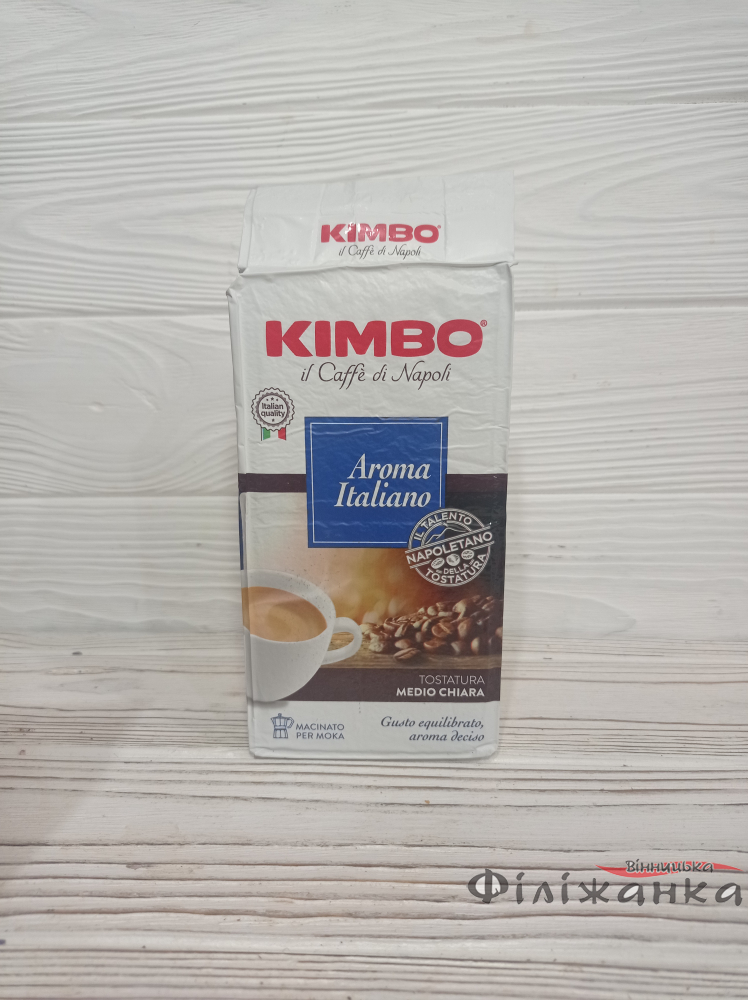 KIMBO®
il Caffè di Napoli
KIMBO®
il Caffè di Napoli
Italian
quality
Aroma
Italiano
IL TALENTO
NAPOLETANO
DELLA
TOSTATURA
TOSTATURA
MEDIO CHIARA
MACINATO
PER MOKA
Gusto equilibrato,
aroma deciso
Вінницька
Філіжанка